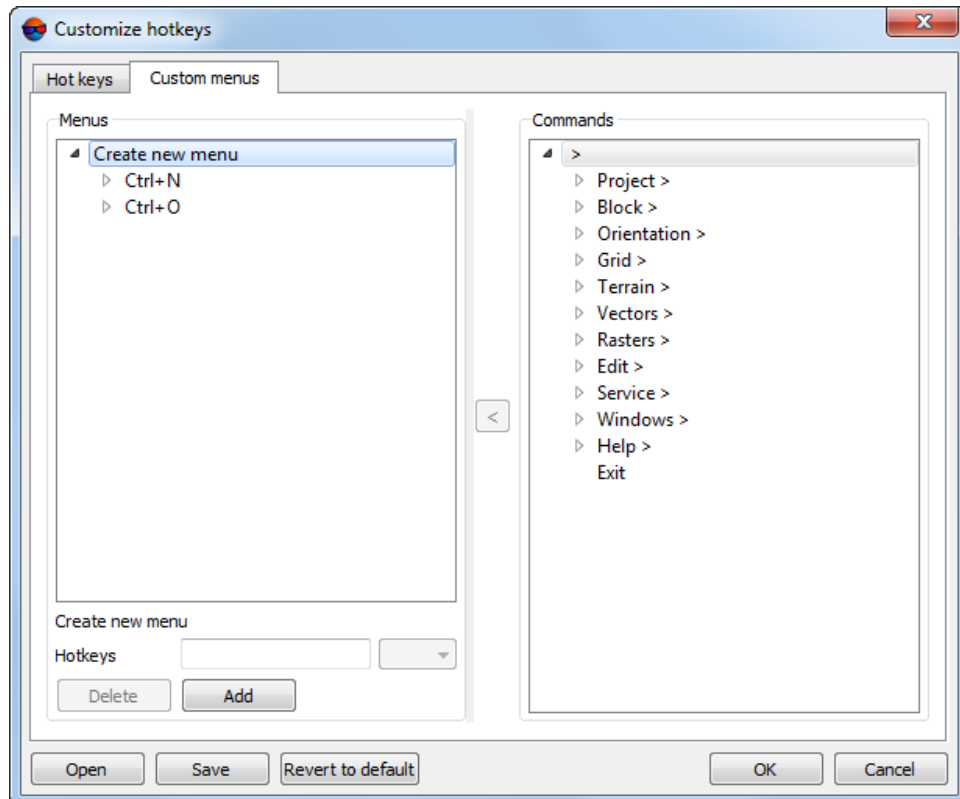 Customize hotkeys
Hot keys
Custom menus
Menus
Create new menu
Ctrl+N
Ctrl+O
Create new menu
Hotkeys
Delete
Add
<
Commands
>
Project >
Block >
Orientation >
Grid >
Terrain >
Vectors >
Rasters >
Edit >
Service >
Windows >
Help >
Exit
Open
Save
Revert to default
OK
Cancel